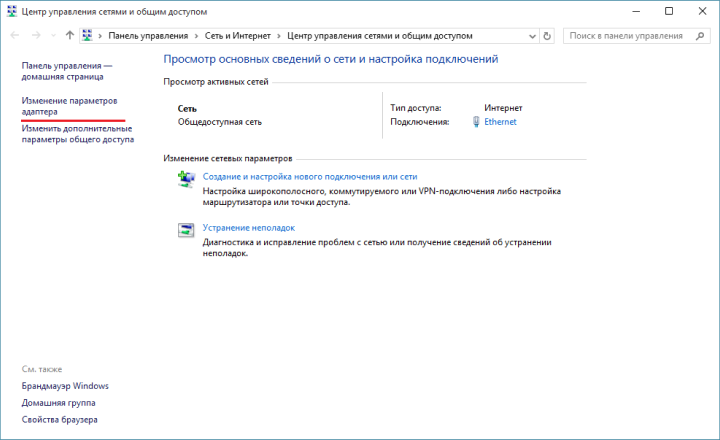 Центр управления сетями и общим доступом
Панель управления > Сеть и Интернет > Центр управления сетями и общим доступом
Поиск в панели управления
Панель управления —
домашняя страница
Изменение параметров
адаптера
Изменить дополнительные
параметры общего доступа
Просмотр основных сведений о сети и настройка подключений
Просмотр активных сетей
Сеть
Общедоступная сеть
Тип доступа: Интернет
Подключения: Ethernet
Изменение сетевых параметров
Создание и настройка нового подключения или сети
Настройка широкополосного, коммутируемого или VPN-подключения либо настройка
маршрутизатора или точки доступа.
Устранение неполадок
Диагностика и исправление проблем с сетью или получение сведений об устранении
неполадок.
См. также
Брандмауэр Windows
Домашняя группа
Свойства браузера